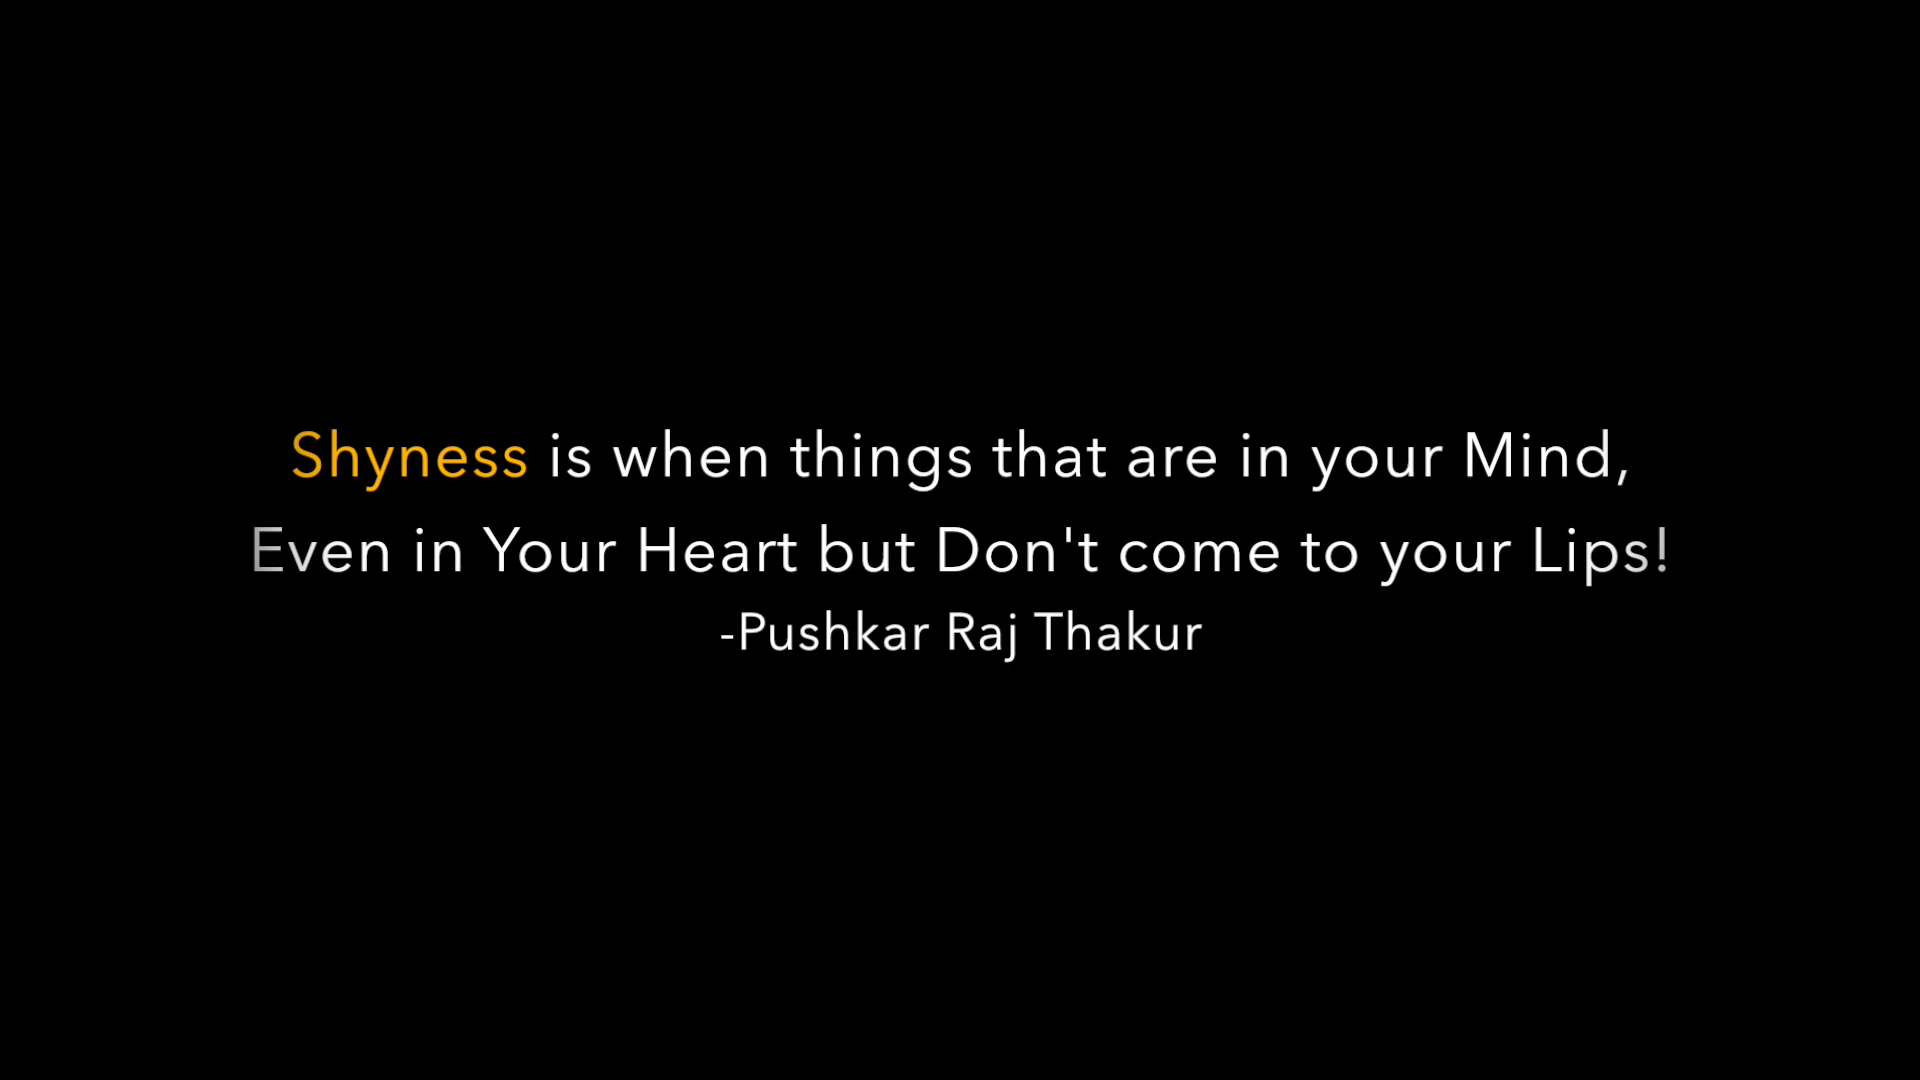 Shyness is when things that are in your Mind,
Even in Your Heart but Don't come to your Lips!
-Pushkar Raj Thakur